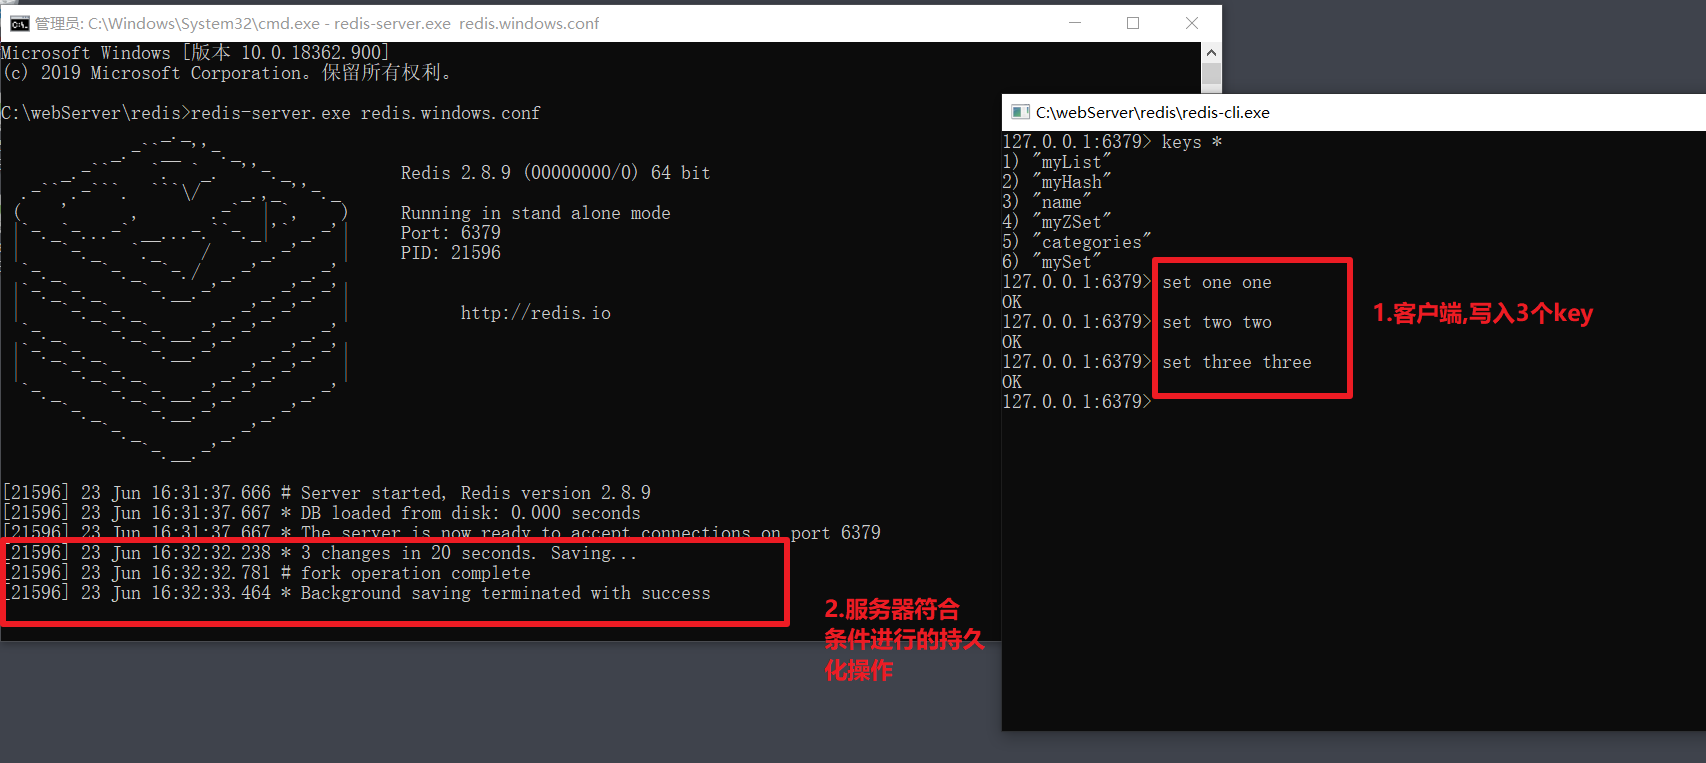 管理员: C:\Windows\System32\cmd.exe - redis-server.exe  redis.windows.conf
Microsoft Windows [版本 10.0.18362.900]
(c) 2019 Microsoft Corporation。保留所有权利。
C:\webServer\redis>redis-server.exe redis.windows.conf
Redis 2.8.9 (00000000/0) 64 bit
Running in stand alone mode
Port: 6379
PID: 21596
http://redis.io
[21596] 23 Jun 16:31:37.666 # Server started, Redis version 2.8.9
[21596] 23 Jun 16:31:37.667 * DB loaded from disk: 0.000 seconds
[21596] 23 Jun 16:31:37.667 * The server is now ready to accept connections on port 6379
[21596] 23 Jun 16:32:32.238 * 3 changes in 20 seconds. Saving...
[21596] 23 Jun 16:32:32.781 # fork operation complete
[21596] 23 Jun 16:32:33.464 * Background saving terminated with success
2.服务器符合
条件进行的持久
化操作
C:\webServer\redis\redis-cli.exe
127.0.0.1:6379> keys *
1) "myList"
2) "myHash"
3) "name"
4) "myZSet"
5) "categories"
6) "mySet"
127.0.0.1:6379> set one one
OK
127.0.0.1:6379> set two two
OK
127.0.0.1:6379> set three three
OK
127.0.0.1:6379>
1.客户端,写入3个key